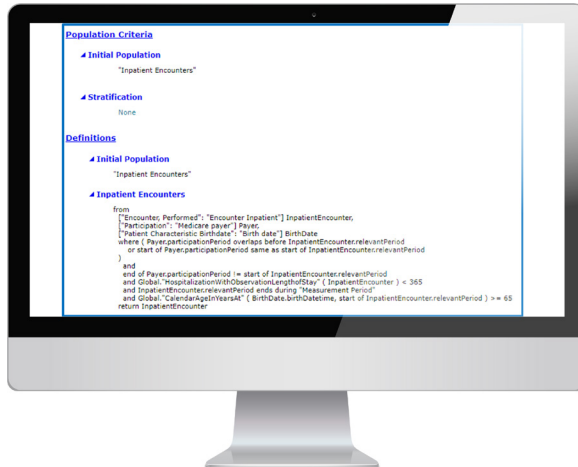 Population Criteria
Initial Population
"Inpatient Encounters"
Stratification
None
Definitions
Initial Population
"Inpatient Encounters"
Inpatient Encounters
from
["Encounter, Performed": "Encounter Inpatient"] InpatientEncounter,
["Participation": "Medicare payer"] Payer,
["Patient Characteristic Birthdate": "Birth date"] BirthDate
where ( Payer.participationPeriod overlaps before InpatientEncounter.relevantPeriod
or start of Payer.participationPeriod same as start of InpatientEncounter.relevantPeriod
)
and
end of Payer.participationPeriod != start of InpatientEncounter.relevantPeriod
and Global."HospitalizationWithObservationLengthofStay" ( InpatientEncounter ) < 365
and InpatientEncounter.relevantPeriod ends during "Measurement Period"
and Global."CalendarAgeInYearsAt" ( BirthDate.birthDatetime, start of InpatientEncounter.relevantPeriod ) >= 65
return InpatientEncounter